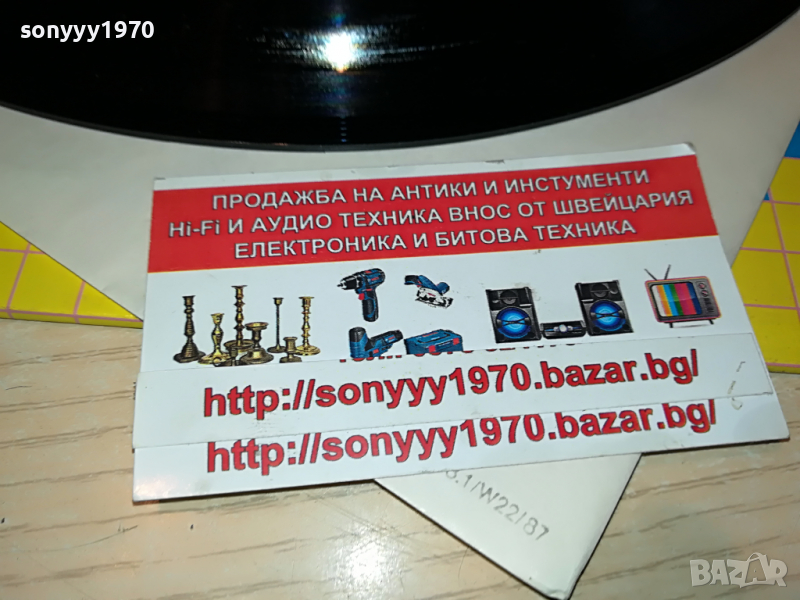 sonyyy1970
ПРОДАЖБА НА АНТИКИ И ИНСТУМЕНТИ
Hi-Fi И АУДИО ТЕХНИКА ВНОС ОТ ШВЕЙЦАРИЯ
ЕЛЕКТРОНИКА И БИТОВА ТЕХНИКА
http://sonyyy1970.bazar.bg/
http://sonyyy1970.bazar.bg/
.1/W22/87
BAZAR